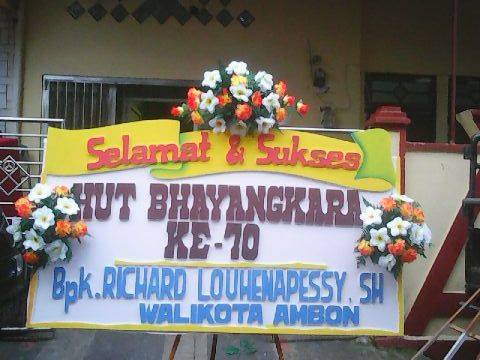 Selamat & Sukses
HUT BHAYANGKARA
KE-70
Bpk. RICHARD LOUHENAPESSY, SH
WALIKOTA AMBON